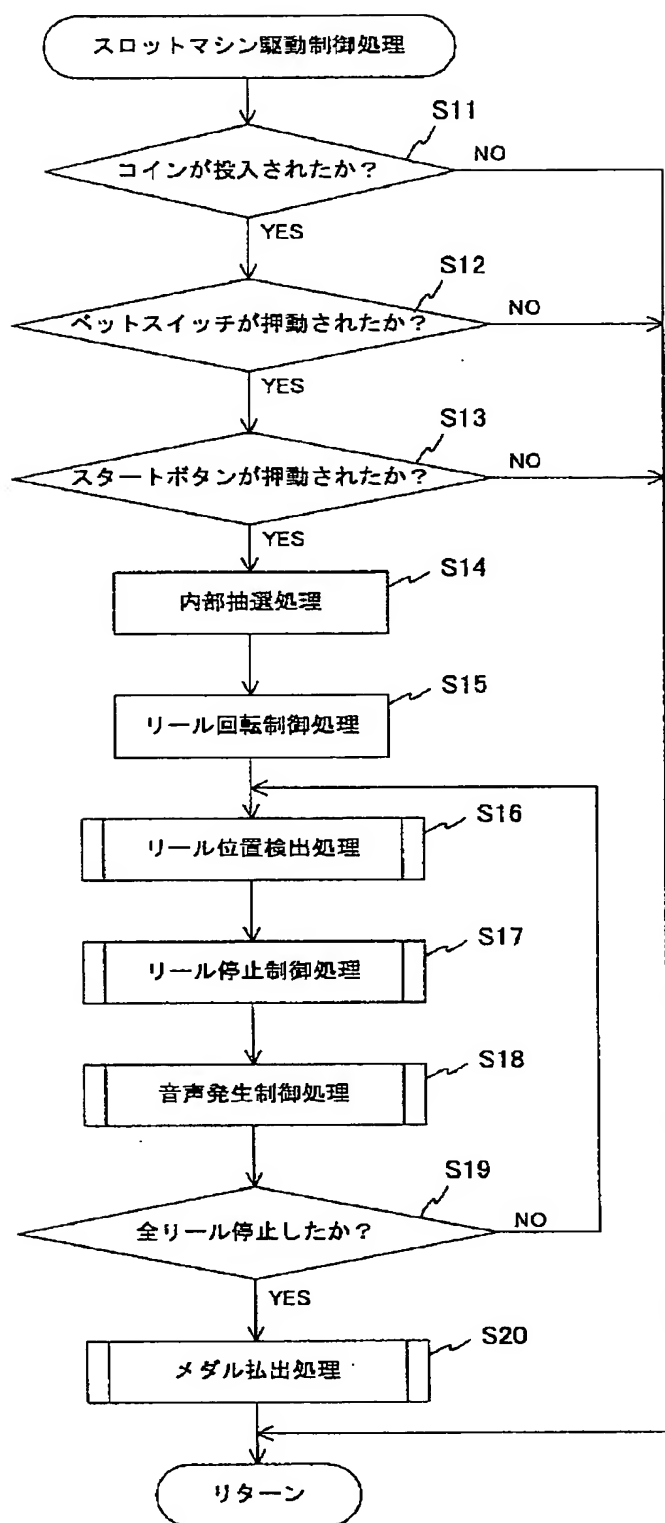 スロットマシン駆動制御処理
S11
コインが投入されたか?
NO
YES
S12
ベットスイッチが押動されたか?
NO
YES
S13
スタートボタンが押動されたか?
NO
YES
S14
内部抽選処理
S15
リール回転制御処理
S16
リール位置検出処理
S17
リール停止制御処理
S18
音声発生制御処理
S19
全リール停止したか?
NO
YES
S20
メダル払出処理
リターン